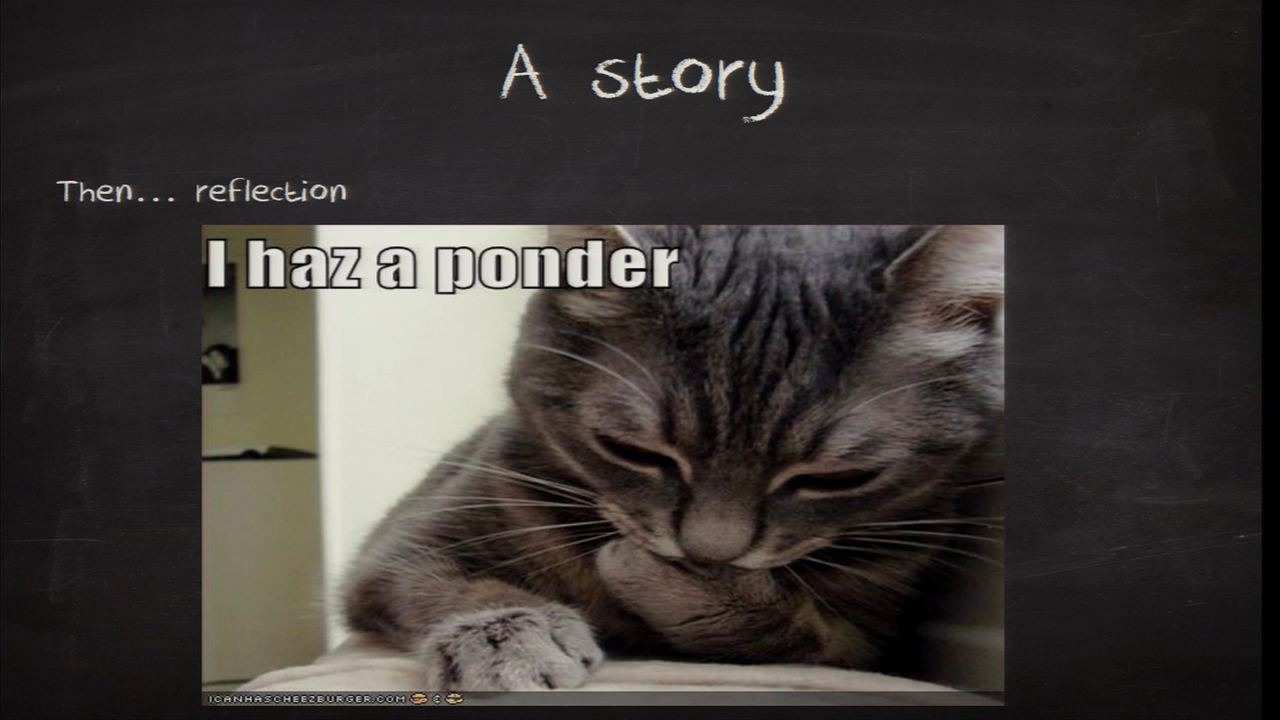 A story
Then... reflection
I haz a ponder
ICANHASCHEEZBURGER.COM